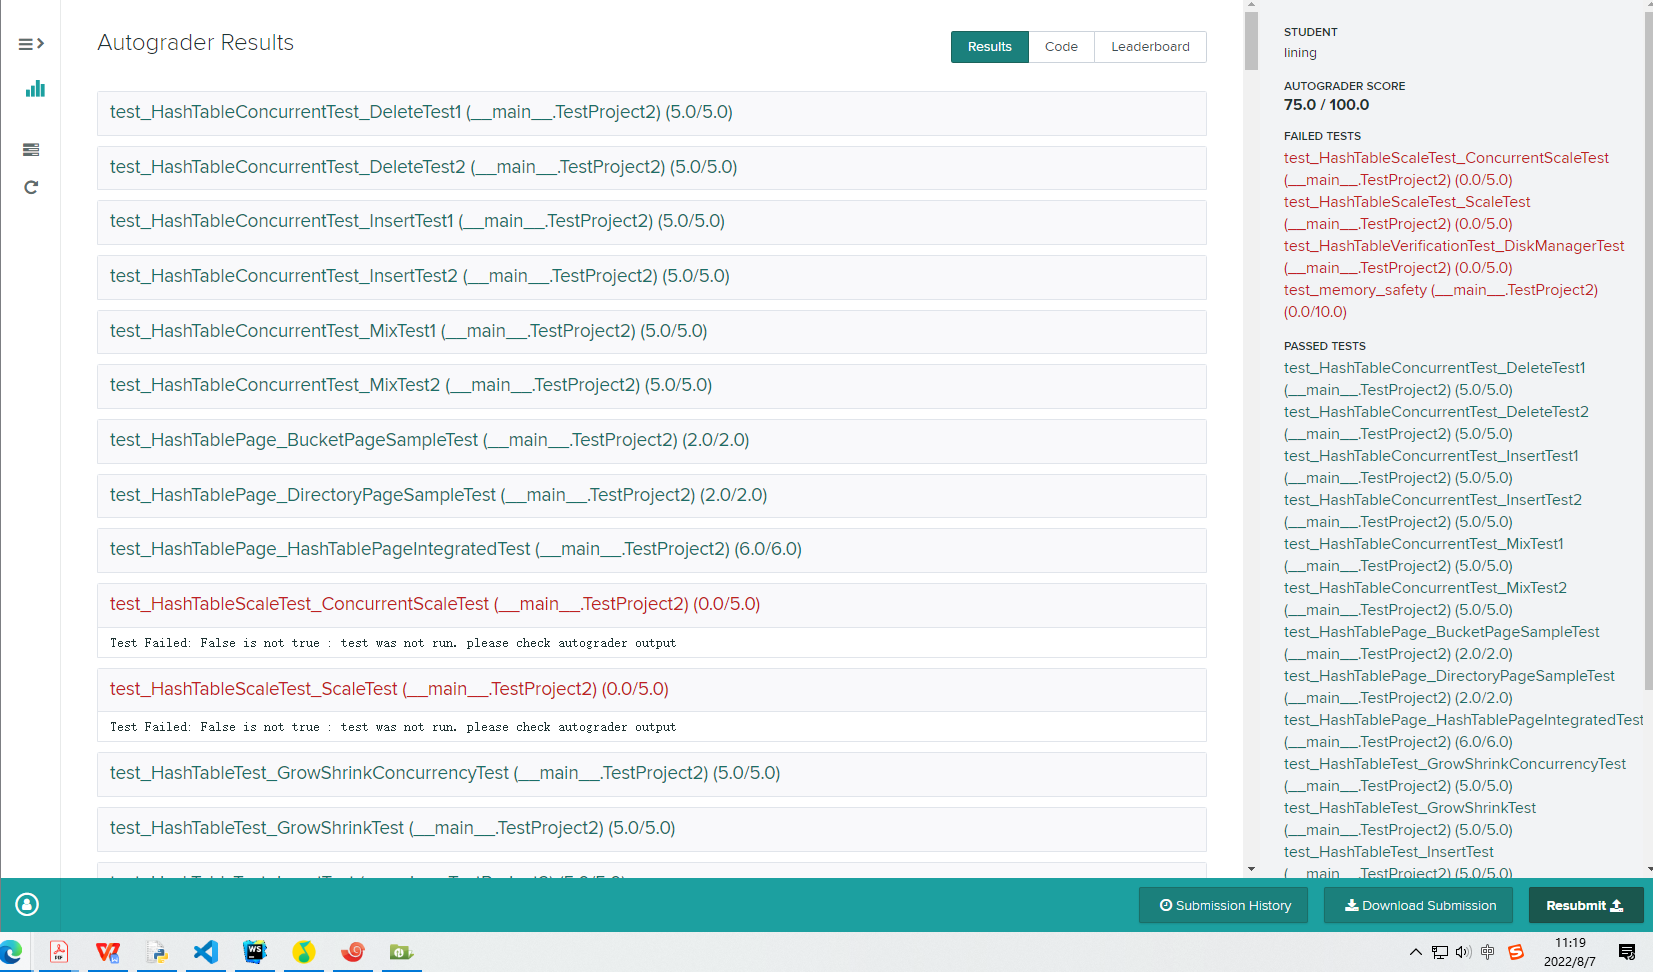 Autograder Results
Results
Code
Leaderboard
test_HashTableConcurrentTest_DeleteTest1 (__main__.TestProject2) (5.0/5.0)
test_HashTableConcurrentTest_DeleteTest2 (__main__.TestProject2) (5.0/5.0)
test_HashTableConcurrentTest_InsertTest1 (__main__.TestProject2) (5.0/5.0)
test_HashTableConcurrentTest_InsertTest2 (__main__.TestProject2) (5.0/5.0)
test_HashTableConcurrentTest_MixTest1 (__main__.TestProject2) (5.0/5.0)
test_HashTableConcurrentTest_MixTest2 (__main__.TestProject2) (5.0/5.0)
test_HashTablePage_BucketPageSampleTest (__main__.TestProject2) (2.0/2.0)
test_HashTablePage_DirectoryPageSampleTest (__main__.TestProject2) (2.0/2.0)
test_HashTablePage_HashTablePageIntegratedTest (__main__.TestProject2) (6.0/6.0)
test_HashTableScaleTest_ConcurrentScaleTest (__main__.TestProject2) (0.0/5.0)
Test Failed: False is not true : test was not run. please check autograder output
test_HashTableScaleTest_ScaleTest (__main__.TestProject2) (0.0/5.0)
Test Failed: False is not true : test was not run. please check autograder output
test_HashTableTest_GrowShrinkConcurrencyTest (__main__.TestProject2) (5.0/5.0)
test_HashTableTest_GrowShrinkTest (__main__.TestProject2) (5.0/5.0)
STUDENT
lining
AUTOGRADER SCORE
75.0 / 100.0
FAILED TESTS
test_HashTableScaleTest_ConcurrentScaleTest
(__main__.TestProject2) (0.0/5.0)
test_HashTableScaleTest_ScaleTest
(__main__.TestProject2) (0.0/5.0)
test_HashTableVerificationTest_DiskManagerTest
(__main__.TestProject2) (0.0/5.0)
test_memory_safety (__main__.TestProject2)
(0.0/10.0)
PASSED TESTS
test_HashTableConcurrentTest_DeleteTest1
(__main__.TestProject2) (5.0/5.0)
test_HashTableConcurrentTest_DeleteTest2
(__main__.TestProject2) (5.0/5.0)
test_HashTableConcurrentTest_InsertTest1
(__main__.TestProject2) (5.0/5.0)
test_HashTableConcurrentTest_InsertTest2
(__main__.TestProject2) (5.0/5.0)
test_HashTableConcurrentTest_MixTest1
(__main__.TestProject2) (5.0/5.0)
test_HashTableConcurrentTest_MixTest2
(__main__.TestProject2) (5.0/5.0)
test_HashTablePage_BucketPageSampleTest
(__main__.TestProject2) (2.0/2.0)
test_HashTablePage_DirectoryPageSampleTest
(__main__.TestProject2) (2.0/2.0)
test_HashTablePage_HashTablePageIntegratedTest
(__main__.TestProject2) (6.0/6.0)
test_HashTableTest_GrowShrinkConcurrencyTest
(__main__.TestProject2) (5.0/5.0)
test_HashTableTest_GrowShrinkTest
(__main__.TestProject2) (5.0/5.0)
test_HashTableTest_InsertTest
(__main__.TestProject2) (5.0/5.0)
Submission History
Download Submission
Resubmit
中
11:19
2022/8/7